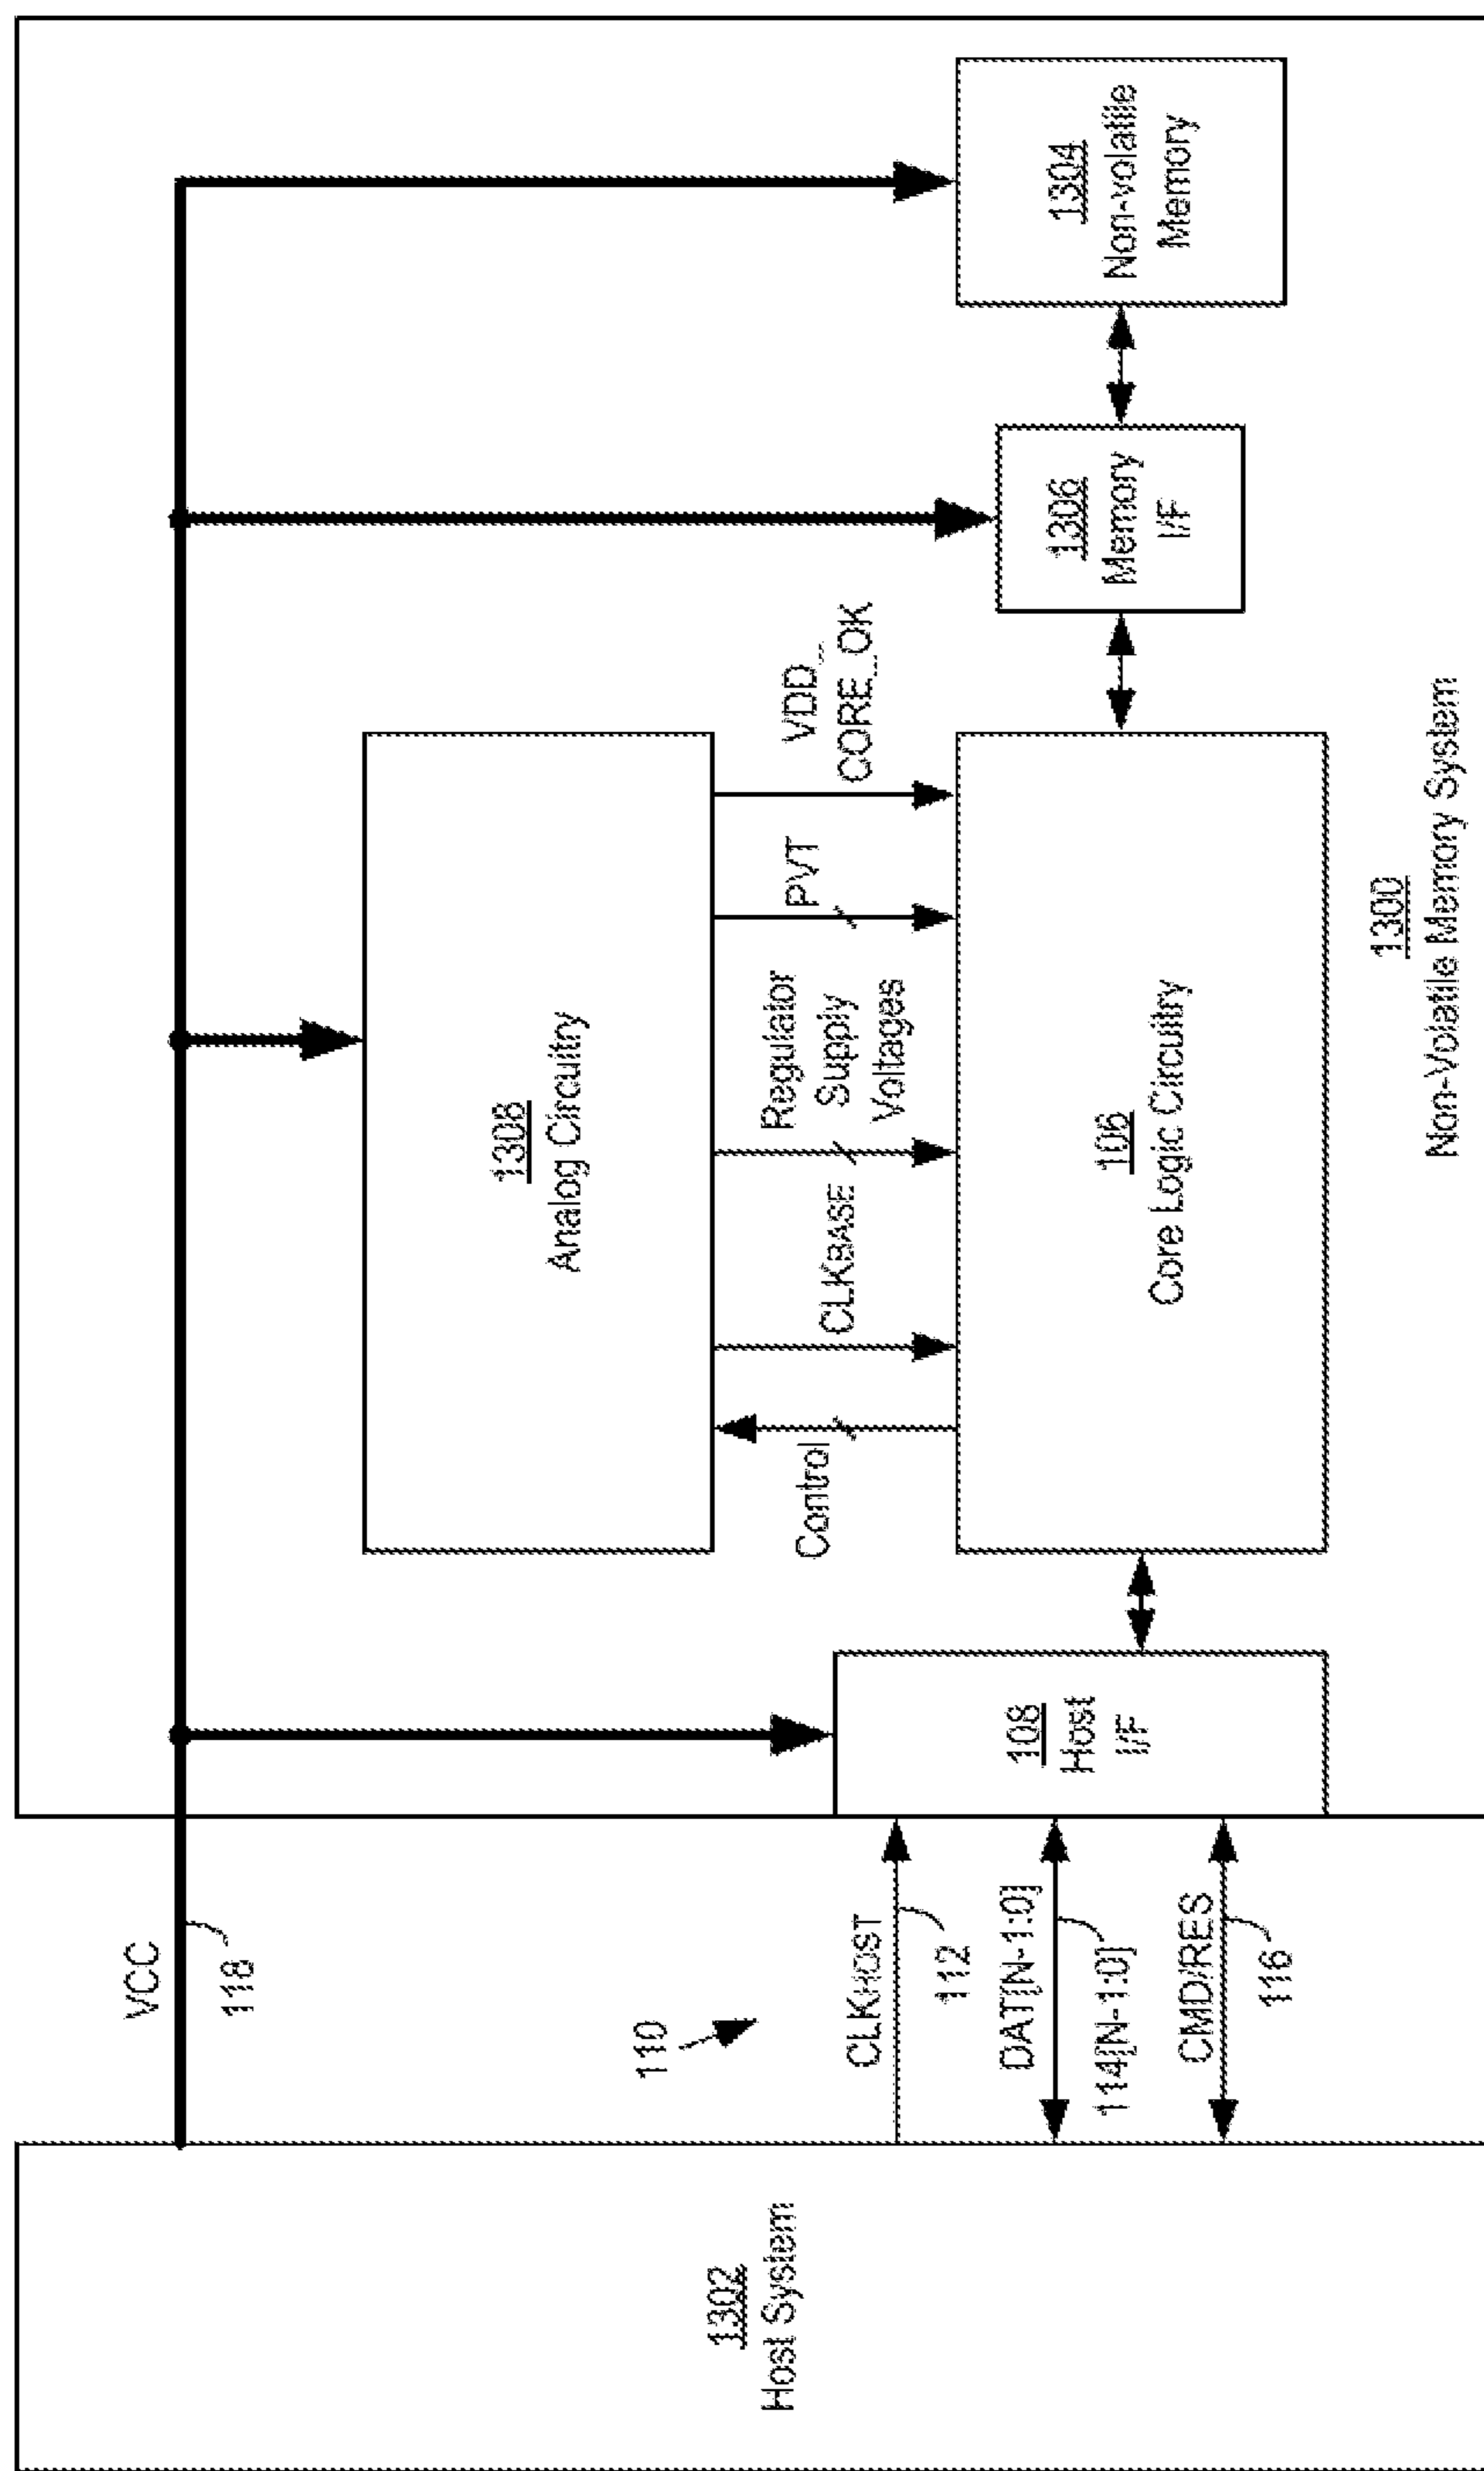 1302
Host System
VCC
118
110
CLKHOST
112
DAT[N-1:0]
114[N-1:0]
CMD/RES
116
108
Host
I/F
1308
Analog Circuitry
Control
CLKBASE
Regulator
Supply
Voltages
PVT
VDD_
CORE_OK
106
Core Logic Circuitry
1306
Memory
I/F
1304
Non-volatile
Memory
1300
Non-Volatile Memory System